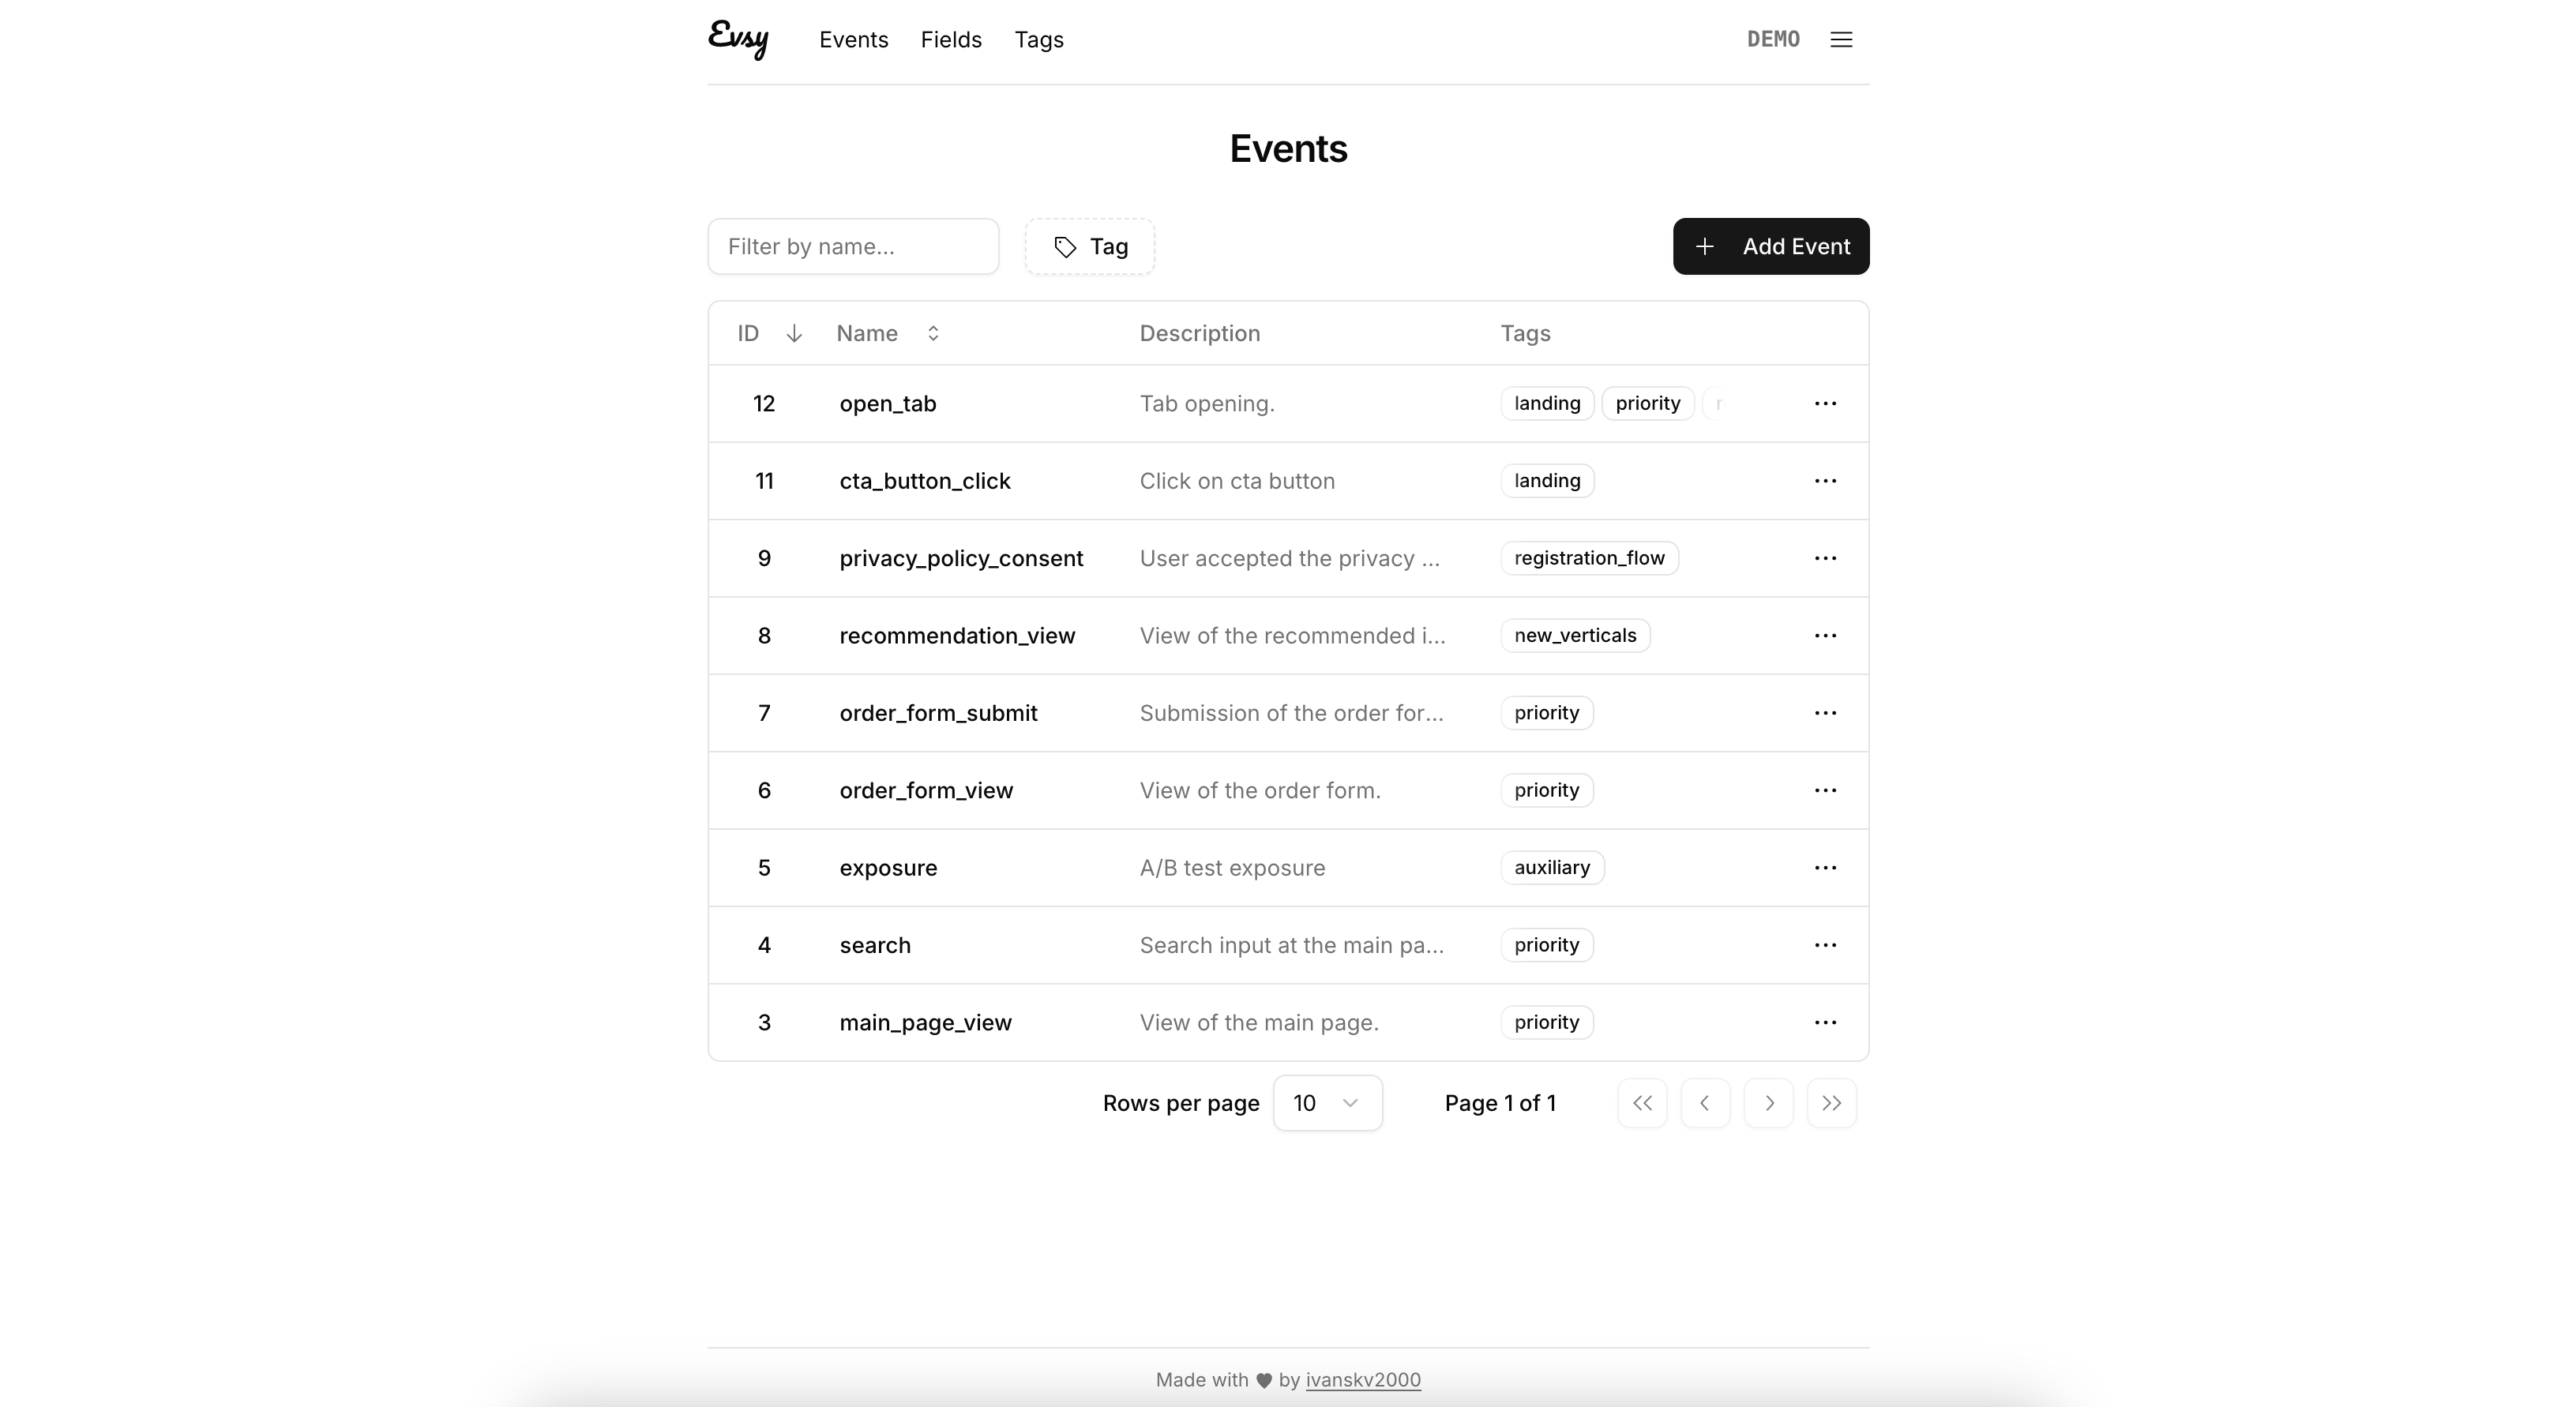 Evsy Events Fields Tags DEMO
Events
Filter by name... Tag Add Event
ID Name Description Tags
12 open_tab Tab opening. landing priority
11 cta_button_click Click on cta button landing
9 privacy_policy_consent User accepted the privacy ... registration_flow
8 recommendation_view View of the recommended i... new_verticals
7 order_form_submit Submission of the order for... priority
6 order_form_view View of the order form. priority
5 exposure A/B test exposure auxiliary
4 search Search input at the main pa... priority
3 main_page_view View of the main page. priority
Rows per page 10 Page 1 of 1
Made with ♥ by ivanskv2000